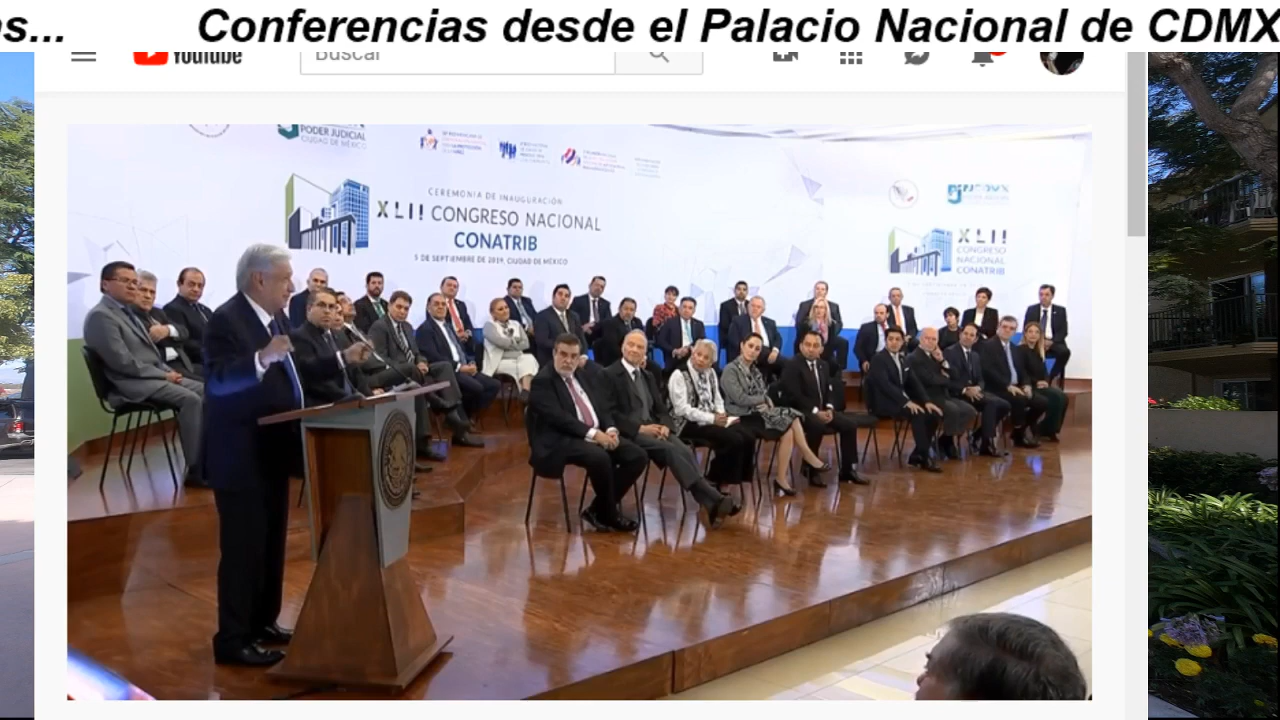 s...
Conferencias desde el Palacio Nacional de CDMX
YouTube
Buscar
PODER JUDICIAL
CIUDAD DE MÉXICO
CEREMONIA DE INAUGURACIÓN
XLII CONGRESO NACIONAL
CONATRIB
5 DE SEPTIEMBRE DE 2019, CIUDAD DE MÉXICO
PJCDMX
XLII
CONGRESO
NACIONAL
CONATRIB